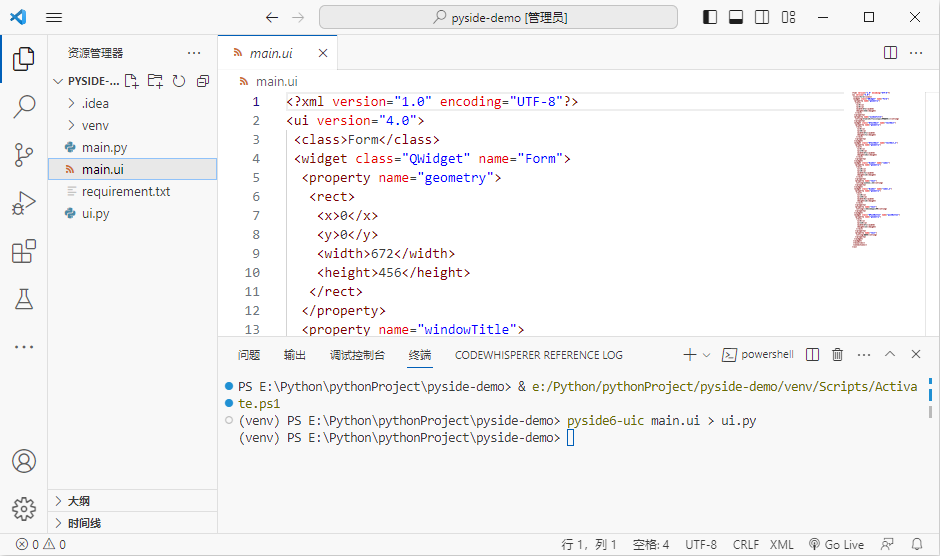 pyside-demo [管理员]
资源管理器
PYSIDE-...
.idea
venv
main.py
main.ui
requirement.txt
ui.py
大纲
时间线
main.ui
main.ui
1 <?xml version="1.0" encoding="UTF-8"?>
2 <ui version="4.0">
3 <class>Form</class>
4 <widget class="QWidget" name="Form">
5 <property name="geometry">
6 <rect>
7 <x>0</x>
8 <y>0</y>
9 <width>672</width>
10 <height>456</height>
11 </rect>
12 </property>
13 <property name="windowTitle">
问题 输出 调试控制台 终端 CODEWHISPERER REFERENCE LOG
powershell
PS E:\Python\pythonProject\pyside-demo> & e:/Python/pythonProject/pyside-demo/venv/Scripts/Activa
te.ps1
(venv) PS E:\Python\pythonProject\pyside-demo> pyside6-uic main.ui > ui.py
(venv) PS E:\Python\pythonProject\pyside-demo>
0 0 行 1，列 1 空格: 4 UTF-8 CRLF XML Go Live